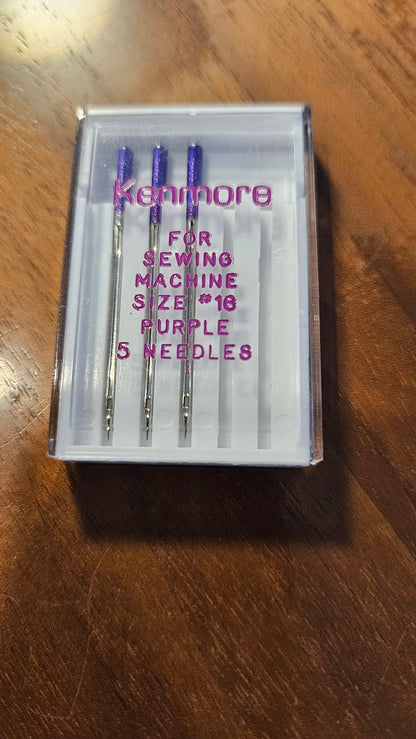 Kenmore
FOR
SEWING
MACHINE
SIZE #16
PURPLE
5 NEEDLES